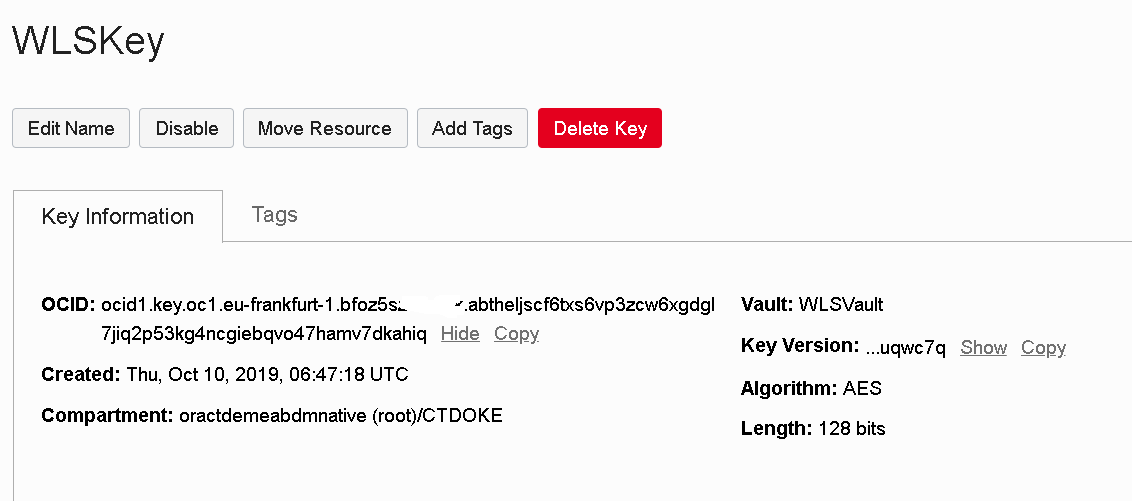 WLSKey
Edit Name Disable Move Resource Add Tags Delete Key
Key Information Tags
OCID: ocid1.key.oc1.eu-frankfurt-1.bfoz5s .abtheljscf6txs6vp3zcw6xgdgl
7jiq2p53kg4ncgiebqvo47hamv7dkahiq Hide Copy
Created: Thu, Oct 10, 2019, 06:47:18 UTC
Compartment: oractdemeabdmnative (root)/CTDOKE
Vault: WLSVault
Key Version: ...uqwc7q Show Copy
Algorithm: AES
Length: 128 bits